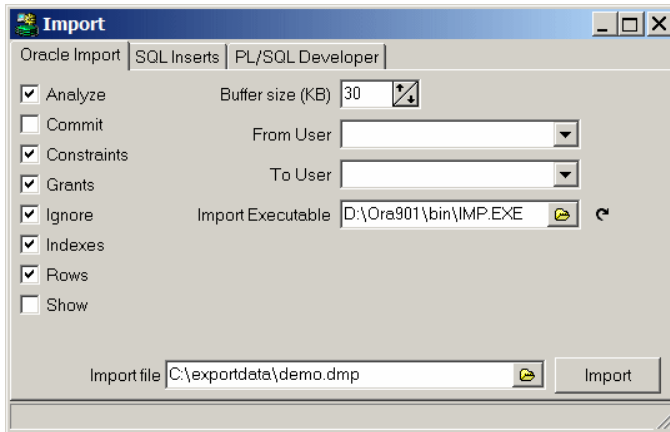 Import
Oracle Import SQL Inserts PL/SQL Developer
Analyze Buffer size (KB) 30
Commit
From User
Constraints
To User
Grants
Ignore Import Executable D:\Ora901\bin\IMP.EXE
Indexes
Rows
Show
Import file C:\exportdata\demo.dmp Import